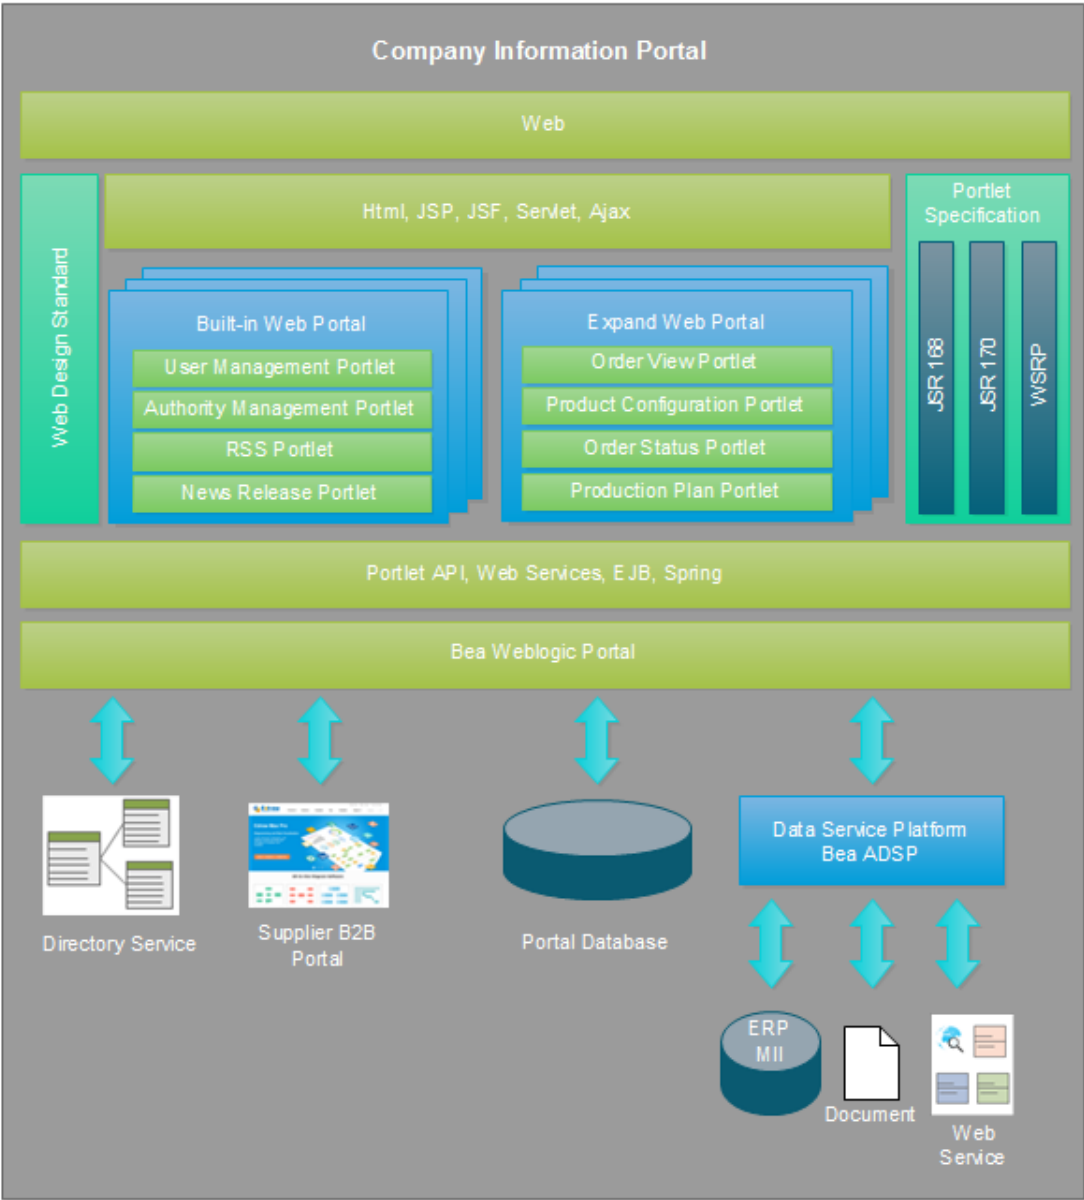 Company Information Portal
Web
Web Design Standard
Html, JSP, JSF, Servlet, Ajax
Portlet
Specification
JSR 168
JSR 170
WSRP
Built-in Web Portal
User Management Portlet
Authority Management Portlet
RSS Portlet
News Release Portlet
Expand Web Portal
Order View Portlet
Product Configuration Portlet
Order Status Portlet
Production Plan Portlet
Portlet API, Web Services, EJB, Spring
Bea Weblogic Portal
Directory Service
Supplier B2B
Portal
Portal Database
Data Service Platform
Bea ADSP
ERP
MII
Document
Web
Service